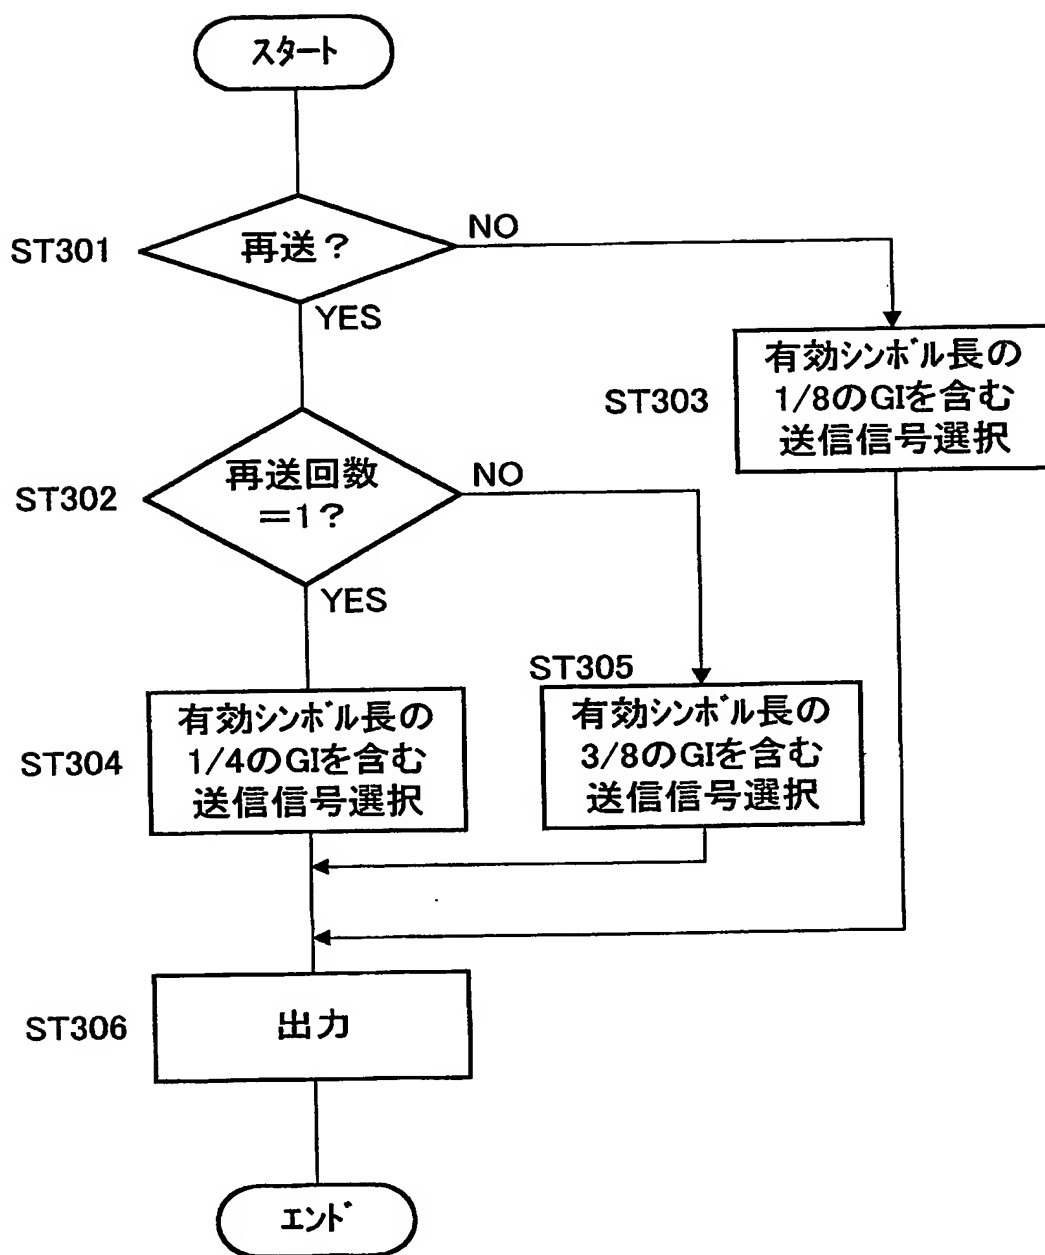 スタート
ST301
再送？
NO
YES
ST303
有効シンボル長の
1/8のGIを含む
送信信号選択
ST302
再送回数
＝1？
NO
YES
ST304
有効シンボル長の
1/4のGIを含む
送信信号選択
ST305
有効シンボル長の
3/8のGIを含む
送信信号選択
ST306
出力
エンド